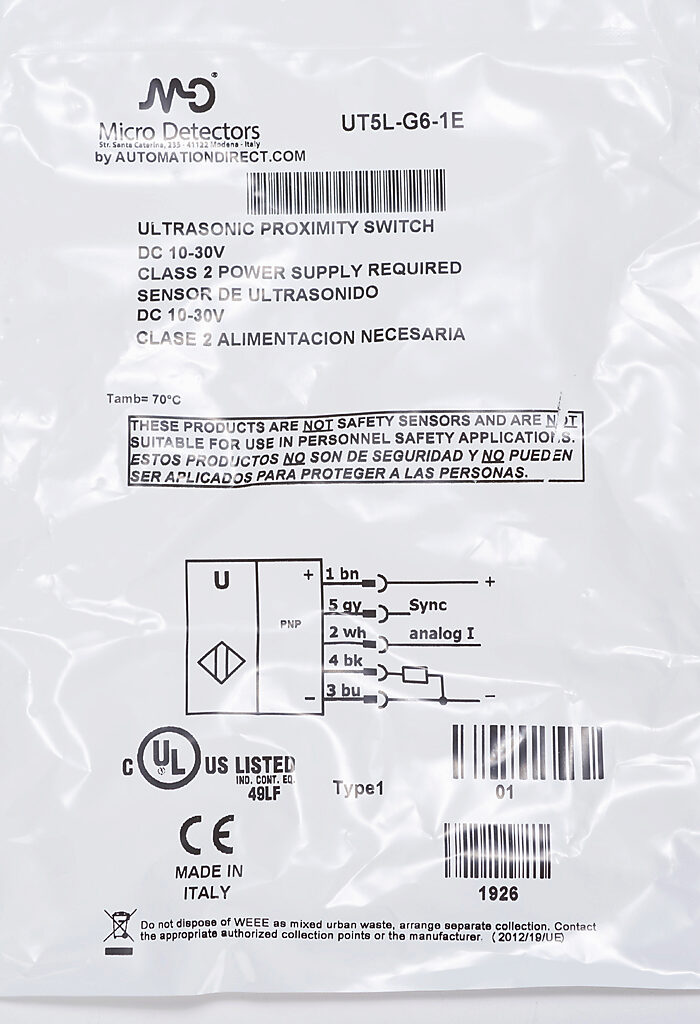 MD®
Micro Detectors
Str. Santa Caterina, 235 - 41122 Modena - Italy
by AUTOMATIONDIRECT.COM
UT5L-G6-1E
ULTRASONIC PROXIMITY SWITCH
DC 10-30V
CLASS 2 POWER SUPPLY REQUIRED
SENSOR DE ULTRASONIDO
DC 10-30V
CLASE 2 ALIMENTACION NECESARIA
Tamb= 70°C
THESE PRODUCTS ARE NOT SAFETY SENSORS AND ARE NOT
SUITABLE FOR USE IN PERSONNEL SAFETY APPLICATIONS.
ESTOS PRODUCTOS NO SON DE SEGURIDAD Y NO PUEDEN
SER APLICADOS PARA PROTEGER A LAS PERSONAS.
U
PNP
+ 1 bn +
5 gy Sync
2 wh analog I
4 bk
- 3 bu -
C UL US LISTED
IND. CONT. EQ.
49LF
Type1
01
CE
MADE IN
ITALY
1926
Do not dispose of WEEE as mixed urban waste, arrange separate collection. Contact
the appropriate authorized collection points or the manufacturer. (2012/19/UE)